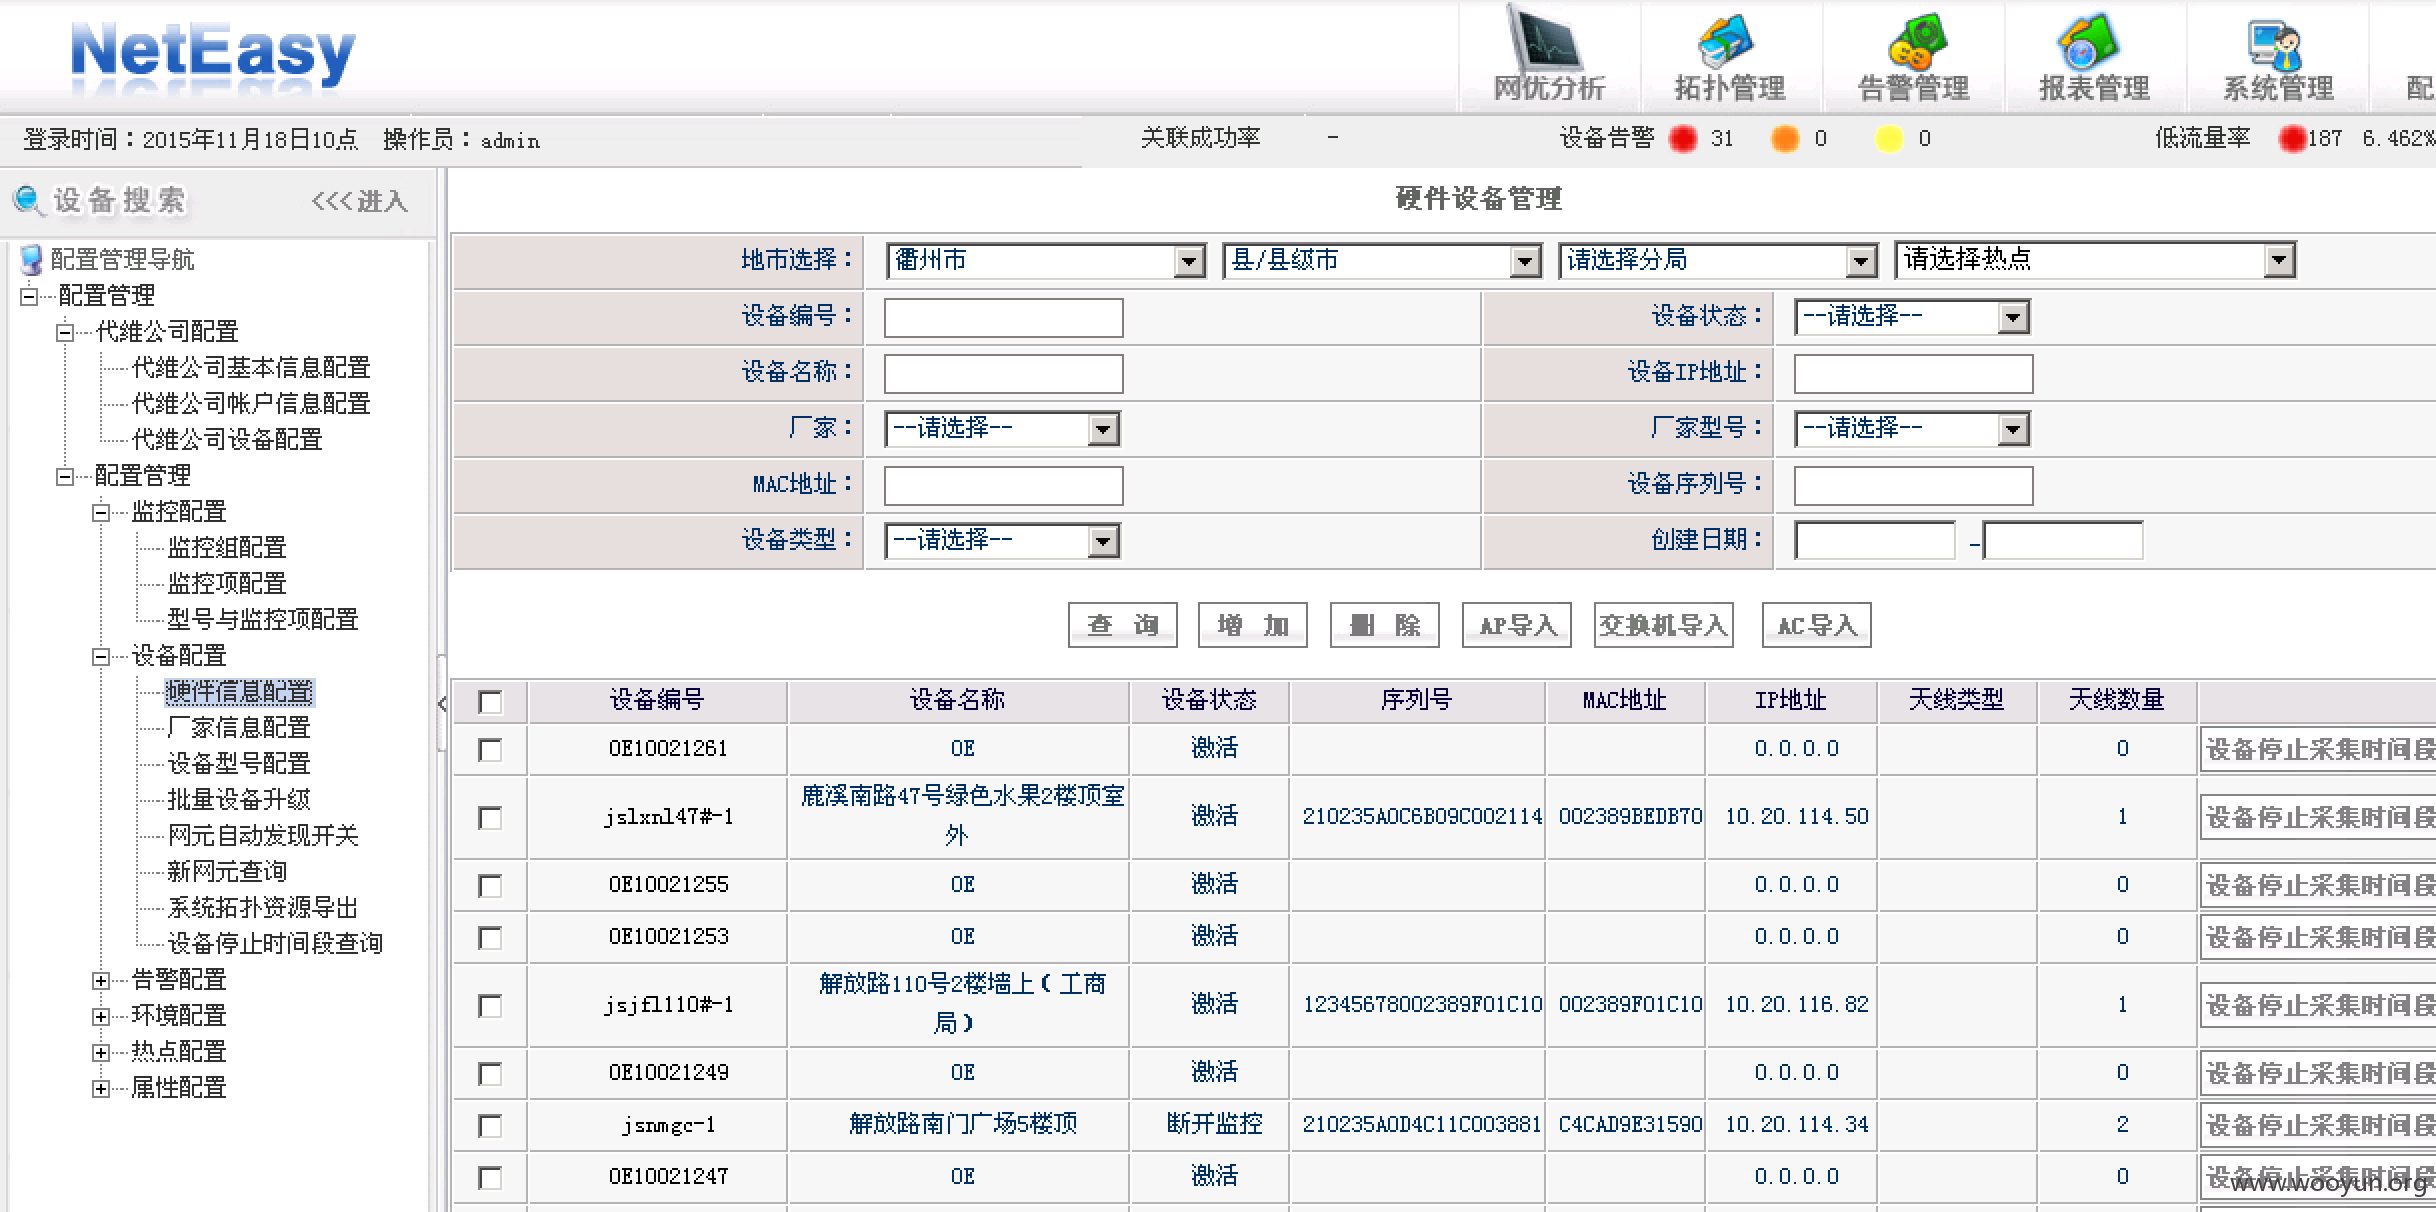 NetEasy
网优分析 拓扑管理 告警管理 报表管理 系统管理 配
登录时间：2015年11月18日10点 操作员：admin 关联成功率 - 设备告警 31 0 0 低流量率 187 6.462%
设备搜索 <<<进入
硬件设备管理
配置管理导航
配置管理
代维公司配置
代维公司基本信息配置
代维公司帐户信息配置
代维公司设备配置
配置管理
监控配置
监控组配置
监控项配置
型号与监控项配置
设备配置
硬件信息配置
厂家信息配置
设备型号配置
批量设备升级
网元自动发现开关
新网元查询
系统拓扑资源导出
设备停止时间段查询
告警配置
环境配置
热点配置
属性配置
地市选择： 衢州市 县/县级市 请选择分局 请选择热点
设备编号： 设备状态： --请选择--
设备名称： 设备IP地址：
厂家： --请选择-- 厂家型号： --请选择--
MAC地址： 设备序列号：
设备类型： --请选择-- 创建日期： -
查 询 增 加 删 除 AP导入 交换机导入 AC导入
设备编号 设备名称 设备状态 序列号 MAC地址 IP地址 天线类型 天线数量
OE10021261 OE 激活 0.0.0.0 0 设备停止采集时间段
jslxnl47#-1 鹿溪南路47号绿色水果2楼顶室外 激活 210235A0C6B09C002114 002389BEDB70 10.20.114.50 1 设备停止采集时间段
OE10021255 OE 激活 0.0.0.0 0 设备停止采集时间段
OE10021253 OE 激活 0.0.0.0 0 设备停止采集时间段
jsjfl110#-1 解放路110号2楼墙上（工商局） 激活 12345678002389F01C10 002389F01C10 10.20.116.82 1 设备停止采集时间段
OE10021249 OE 激活 0.0.0.0 0 设备停止采集时间段
jsnmgc-1 解放路南门广场5楼顶 断开监控 210235A0D4C11C003881 C4CAD9E31590 10.20.114.34 2 设备停止采集时间段
OE10021247 OE 激活 0.0.0.0 0 设备停止采集时间段
www.wooyun.org